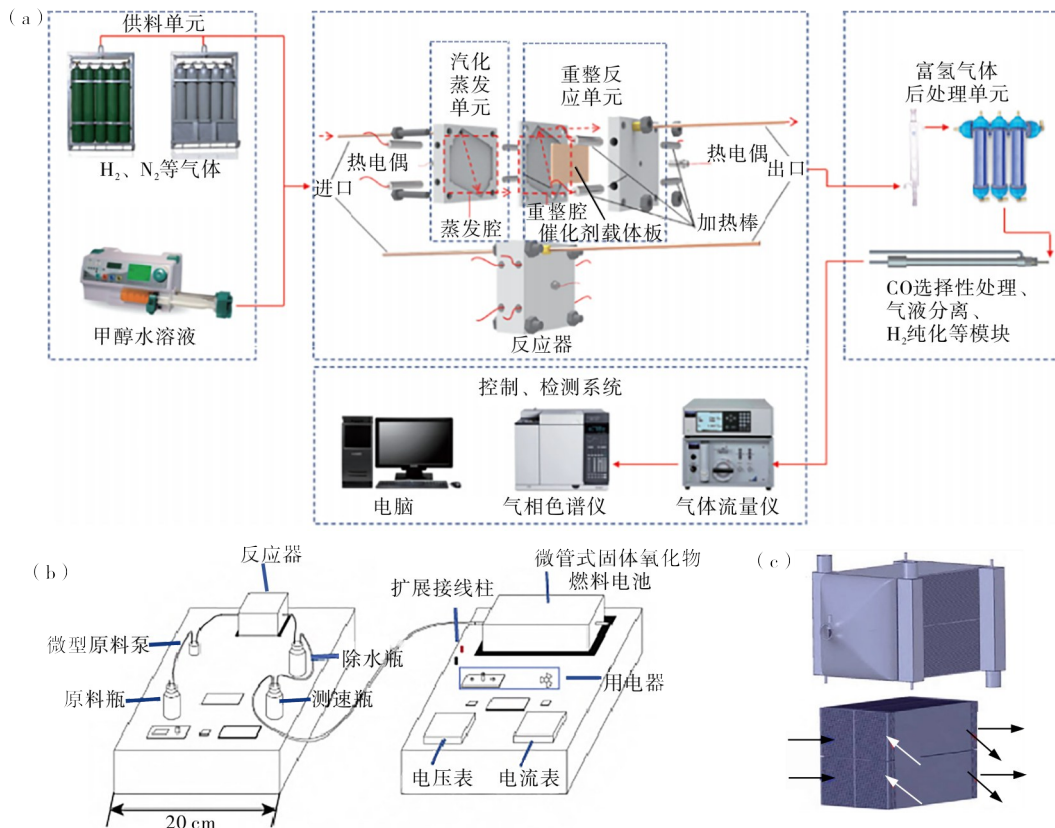 (a)
供料单元
H₂、N₂等气体
甲醇水溶液
汽化
蒸发
单元
重整反
应单元
热电偶
进口
蒸发腔
重整腔
催化剂载体板
加热棒
热电偶
出口
反应器
富氢气体
后处理单元
CO选择性处理、
气液分离、
H₂纯化等模块
控制、检测系统
电脑
气相色谱仪
气体流量仪
(b)
反应器
微型原料泵
原料瓶
除水瓶
测速瓶
20 cm
扩展接线柱
微管式固体氧化物
燃料电池
用电器
电压表
电流表
(c)